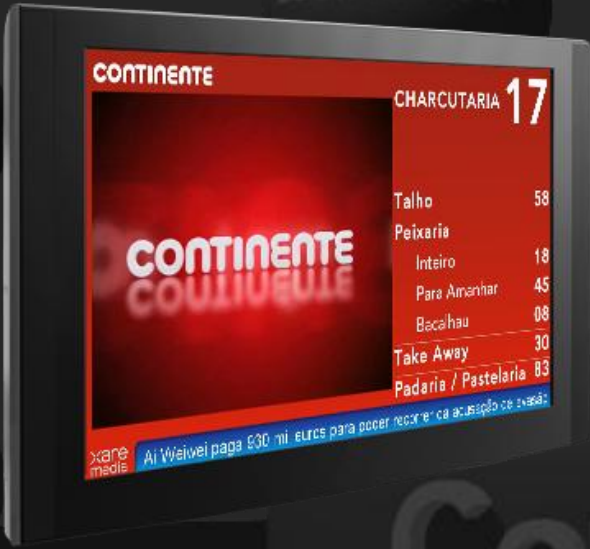 CONTINENTE
CHARCUTARIA 17
CONTINENTE
Talho 58
Peixaria
Inteiro 18
Para Amanhar 45
Bacalhau 08
Take Away 30
Padaria / Pastelaria 83
xare
media
Ai Weiwei paga 930 mil euros para poder recorrer da acusação de evasão
Co